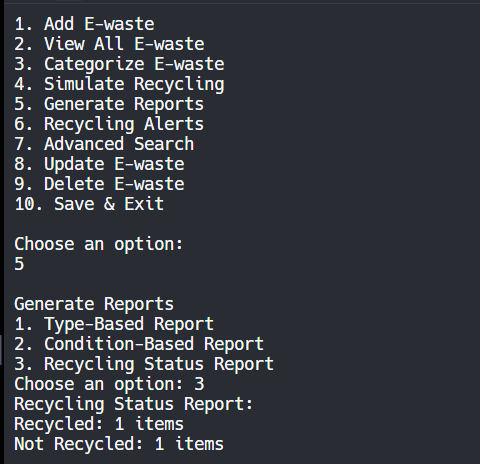 1. Add E-waste
2. View All E-waste
3. Categorize E-waste
4. Simulate Recycling
5. Generate Reports
6. Recycling Alerts
7. Advanced Search
8. Update E-waste
9. Delete E-waste
10. Save & Exit
Choose an option:
5
Generate Reports
1. Type-Based Report
2. Condition-Based Report
3. Recycling Status Report
Choose an option: 3
Recycling Status Report:
Recycled: 1 items
Not Recycled: 1 items